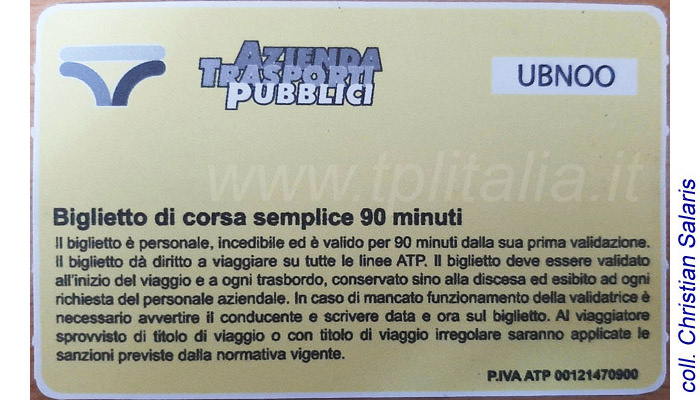 AZIENDA
TRASPORTI
PUBBLICI
UBNOO
www.tplitalia.it
Biglietto di corsa semplice 90 minuti
Il biglietto è personale, incedibile ed è valido per 90 minuti dalla sua prima validazione.
Il biglietto dà diritto a viaggiare su tutte le linee ATP. Il biglietto deve essere validato
all'inizio del viaggio e a ogni trasbordo, conservato sino alla discesa ed esibito ad ogni
richiesta del personale aziendale. In caso di mancato funzionamento della validatrice è
necessario avvertire il conducente e scrivere data e ora sul biglietto. Al viaggiatore
sprovvisto di titolo di viaggio o con titolo di viaggio irregolare saranno applicate le
sanzioni previste dalla normativa vigente.
P.IVA ATP 00121470900
coll. Christian Salaris